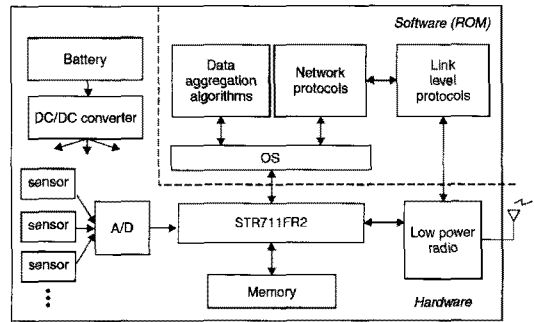 Software (ROM)
Battery
DC/DC converter
Data
aggregation
algorithms
Network
protocols
Link
level
protocols
OS
sensor
sensor
sensor
A/D
STR711FR2
Low power
radio
Memory
Hardware